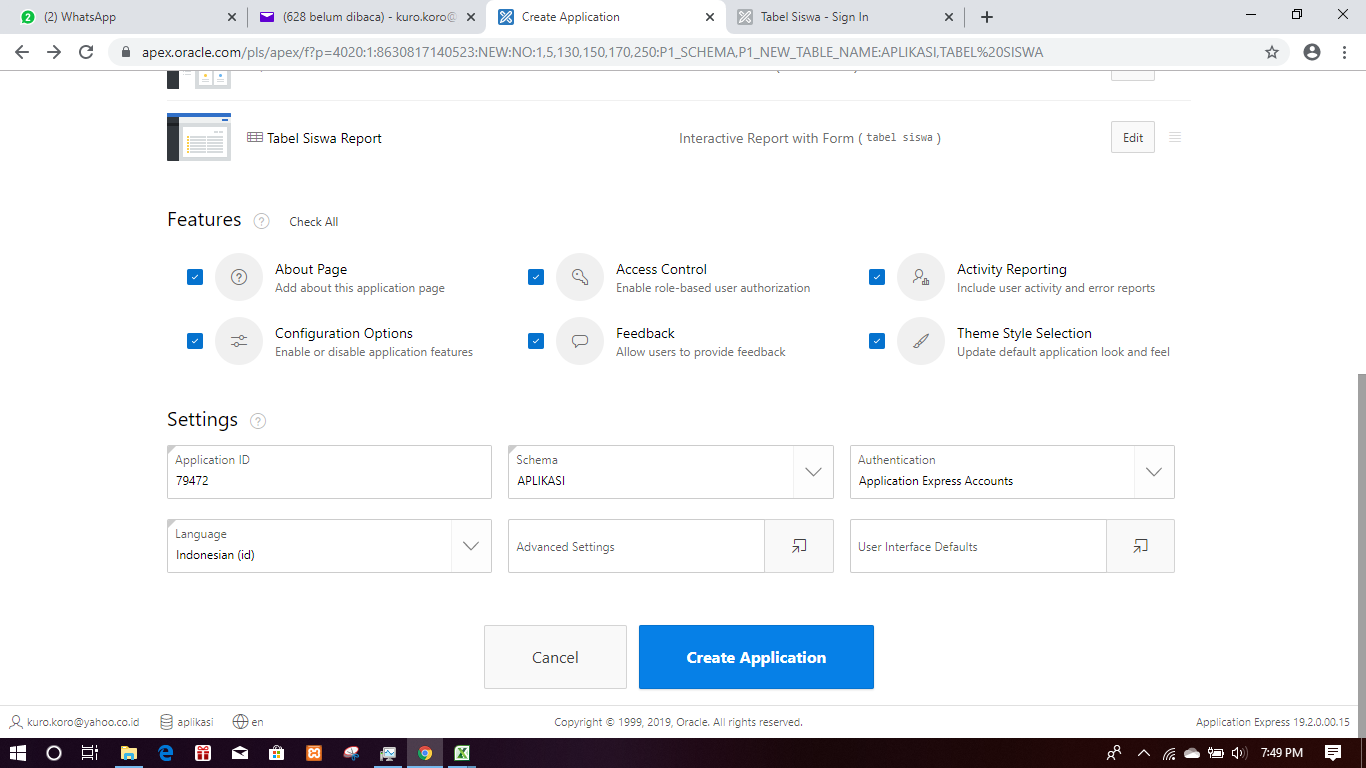 (2) WhatsApp
(628 belum dibaca) - kuro.koro@
Create Application
Tabel Siswa - Sign In
apex.oracle.com/pls/apex/f?p=4020:1:8630817140523:NEW:NO:1,5,130,150,170,250:P1_SCHEMA,P1_NEW_TABLE_NAME:APLIKASI,TABEL%20SISWA
Tabel Siswa Report
Interactive Report with Form ( tabel siswa )
Edit
Features ? Check All
About Page
Add about this application page
Access Control
Enable role-based user authorization
Activity Reporting
Include user activity and error reports
Configuration Options
Enable or disable application features
Feedback
Allow users to provide feedback
Theme Style Selection
Update default application look and feel
Settings ?
Application ID
79472
Schema
APLIKASI
Authentication
Application Express Accounts
Language
Indonesian (id)
Advanced Settings
User Interface Defaults
Cancel
Create Application
kuro.koro@yahoo.co.id
aplikasi
en
Copyright © 1999, 2019, Oracle. All rights reserved.
Application Express 19.2.0.00.15
7:49 PM